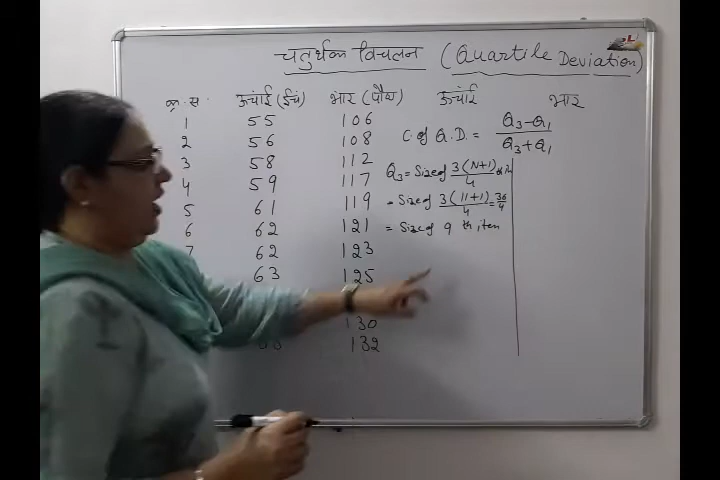 चतुर्थक विचलन (Quartile Deviation)
क्र. स. ऊंचाई (इंच) भार (पौंड) ऊंचाई भार
1 55 106
2 56 108
3 58 112
4 59 117
5 61 119
6 62 121
7 62 123
63 125
130
132
C. of Q.D. = Q3-Q1 / Q3+Q1
Q3 = Size of 3(N+1)/4
= Size of 3(11+1)/4 = 36/4
= Size of 9 th item